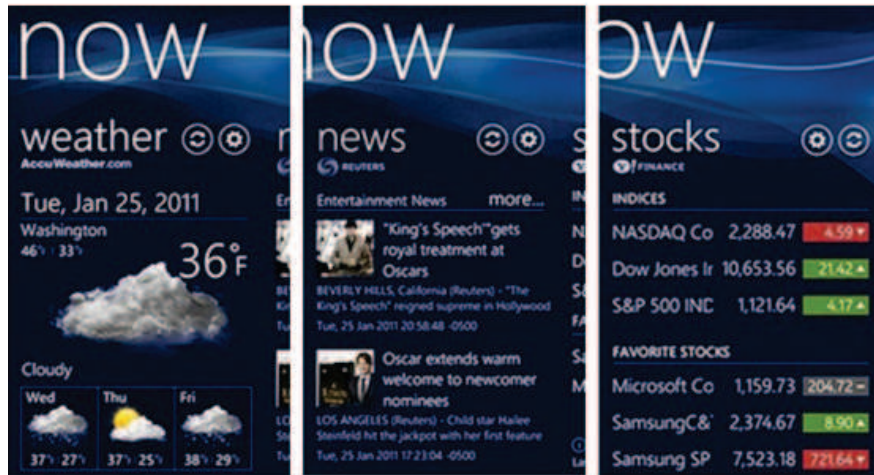 now
weather
AccuWeather.com
Tue, Jan 25, 2011
Washington
46° 33°
36°F
Cloudy
Wed Thu Fri
37° 27° 37° 25° 38° 29°
now
news
REUTERS
Entertainment News more...
"King's Speech'"gets
royal treatment at
Oscars
BEVERLY HILLS, California (Reuters) - "The
King's Speech" reigned supreme in Hollywood
Tue, 25 Jan 2011 20:58:48 -0500
Oscar extends warm
welcome to newcomer
nominees
LOS ANGELES (Reuters) - Child star Hailee
Steinfeld hit the jackpot with her first feature
Tue, 25 Jan 2011 17:23:04 -0500
ow
stocks
Y! FINANCE
INDICES
NASDAQ Co 2,288.47 4.59
Dow Jones Ir 10,653.56 21.42
S&P 500 IND 1,121.64 4.17
FAVORITE STOCKS
Microsoft Co 1,159.73 204.72
SamsungC&T 2,374.67 8.90
Samsung SP 7,523.18 721.64